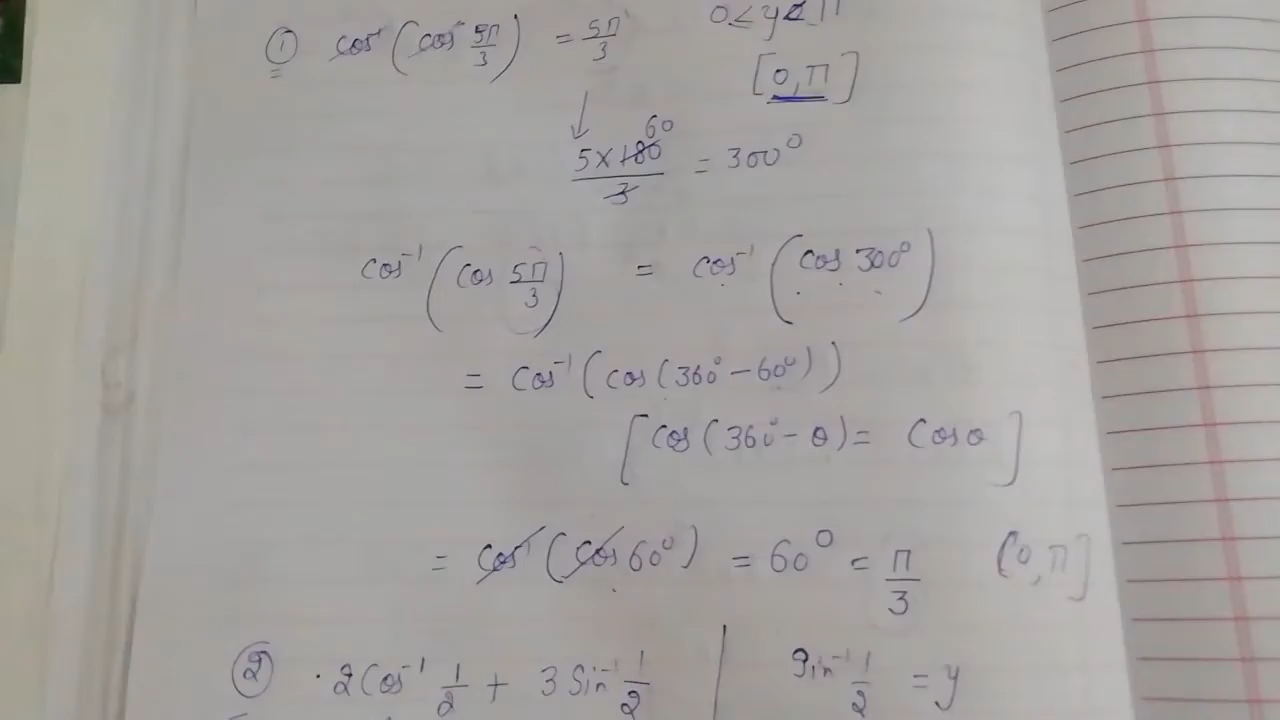 ① cos⁻¹ (cos 5π/3) = 5π/3 0<y<π
[0,π]
5×180/3 60 = 300°
cos⁻¹ (cos 5π/3) = cos⁻¹ (cos 300°)
= cos⁻¹ (cos (360° − 60°))
[cos (360° − θ) = cos θ]
= cos⁻¹ (cos 60°) = 60° = π/3 [0,π]
② · 2 cos⁻¹ 1/2 + 3 Sin⁻¹ 1/2 | Sin⁻¹ 1/2 = y